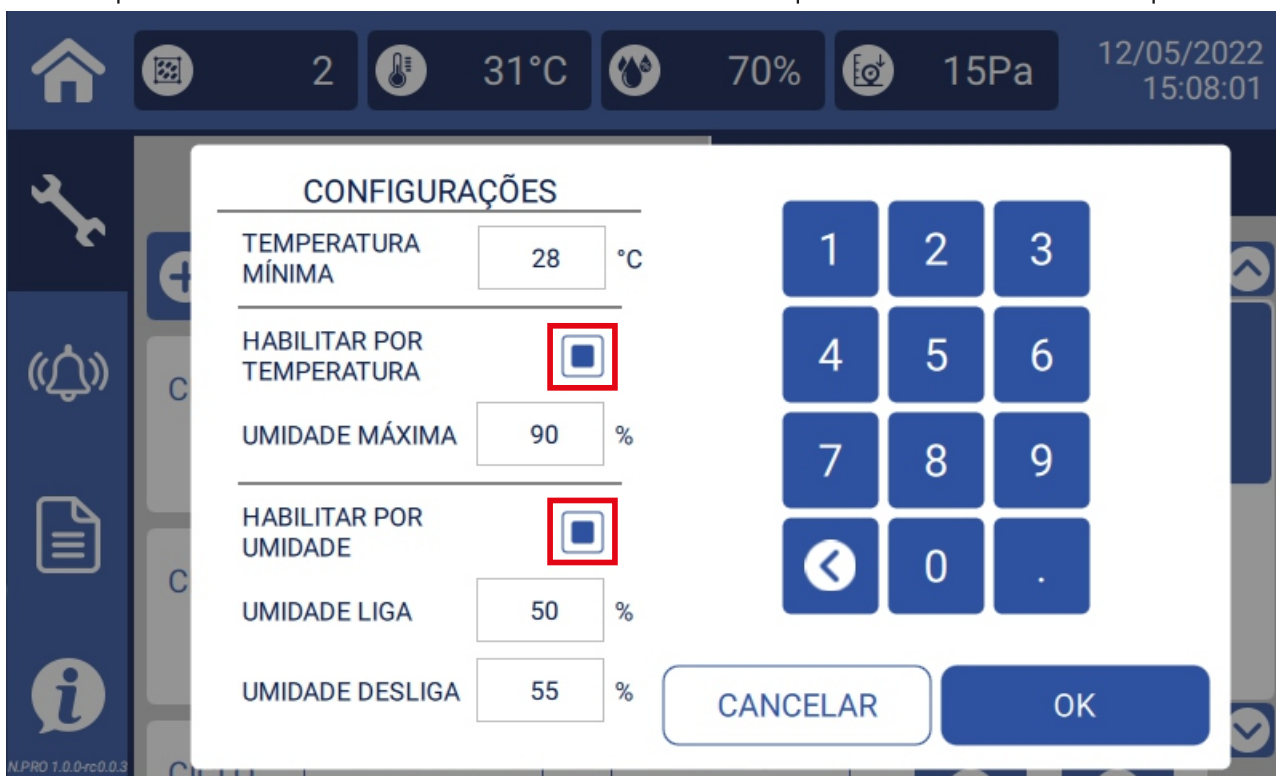 2
31°C
70%
15Pa
12/05/2022
15:08:01
CONFIGURAÇÕES
TEMPERATURA
MÍNIMA
28 °C
HABILITAR POR
TEMPERATURA
UMIDADE MÁXIMA 90 %
HABILITAR POR
UMIDADE
UMIDADE LIGA 50 %
UMIDADE DESLIGA 55 %
1 2 3
4 5 6
7 8 9
0 .
CANCELAR OK
C
C
N.PRO 1.0.0-rc0.0.3